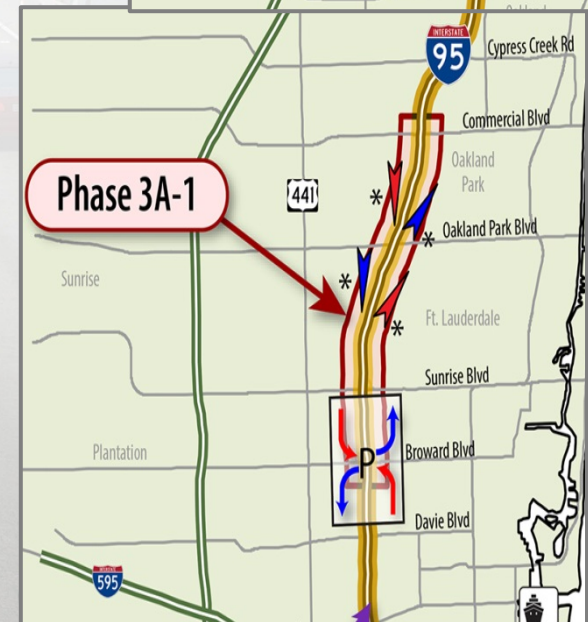 INTERSTATE
95
Cypress Creek Rd
Commercial Blvd
Oakland
Park
Phase 3A-1
441
*
Oakland Park Blvd
*
Sunrise
*
Ft. Lauderdale
*
Sunrise Blvd
Plantation
P
Broward Blvd
Davie Blvd
595